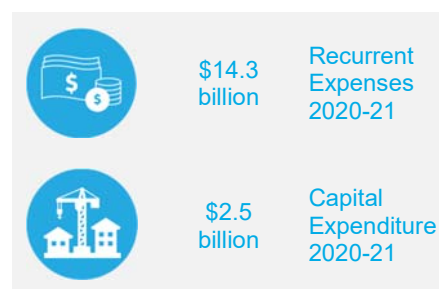 $14.3
billion
Recurrent
Expenses
2020-21
$
$
$2.5
billion
Capital
Expenditure
2020-21